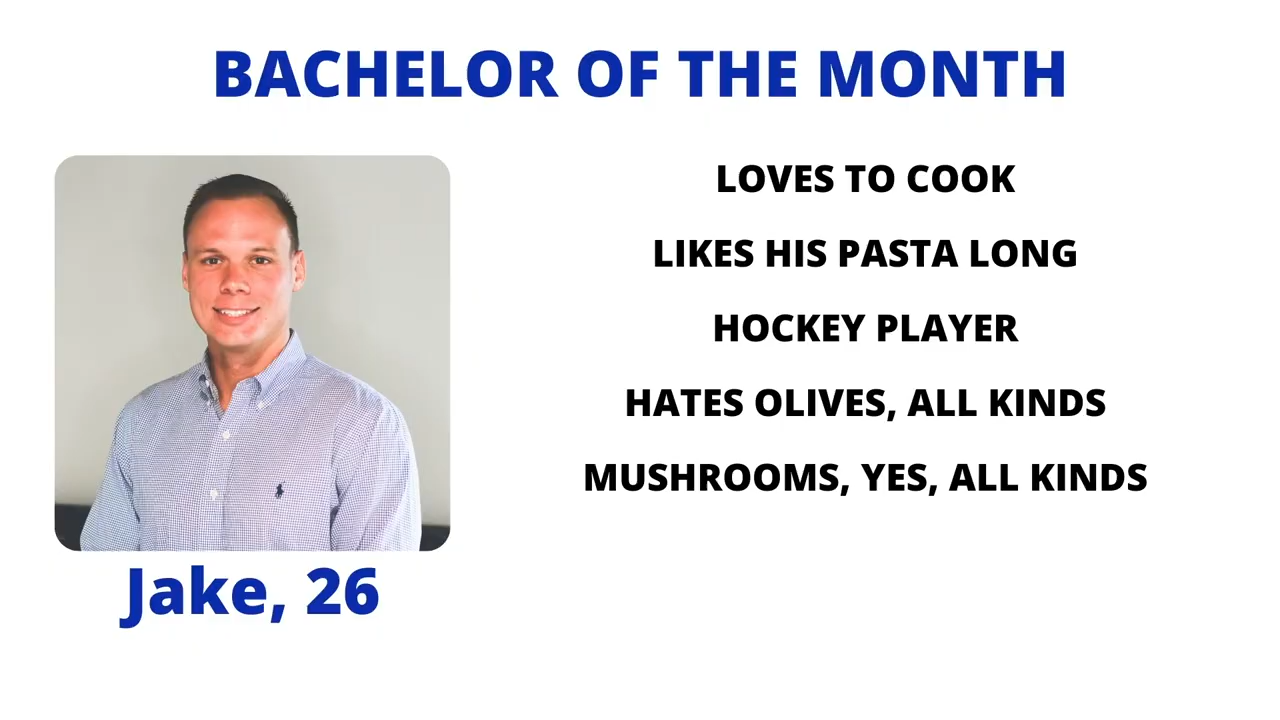 BACHELOR OF THE MONTH
LOVES TO COOK
LIKES HIS PASTA LONG
HOCKEY PLAYER
HATES OLIVES, ALL KINDS
MUSHROOMS, YES, ALL KINDS
Jake, 26